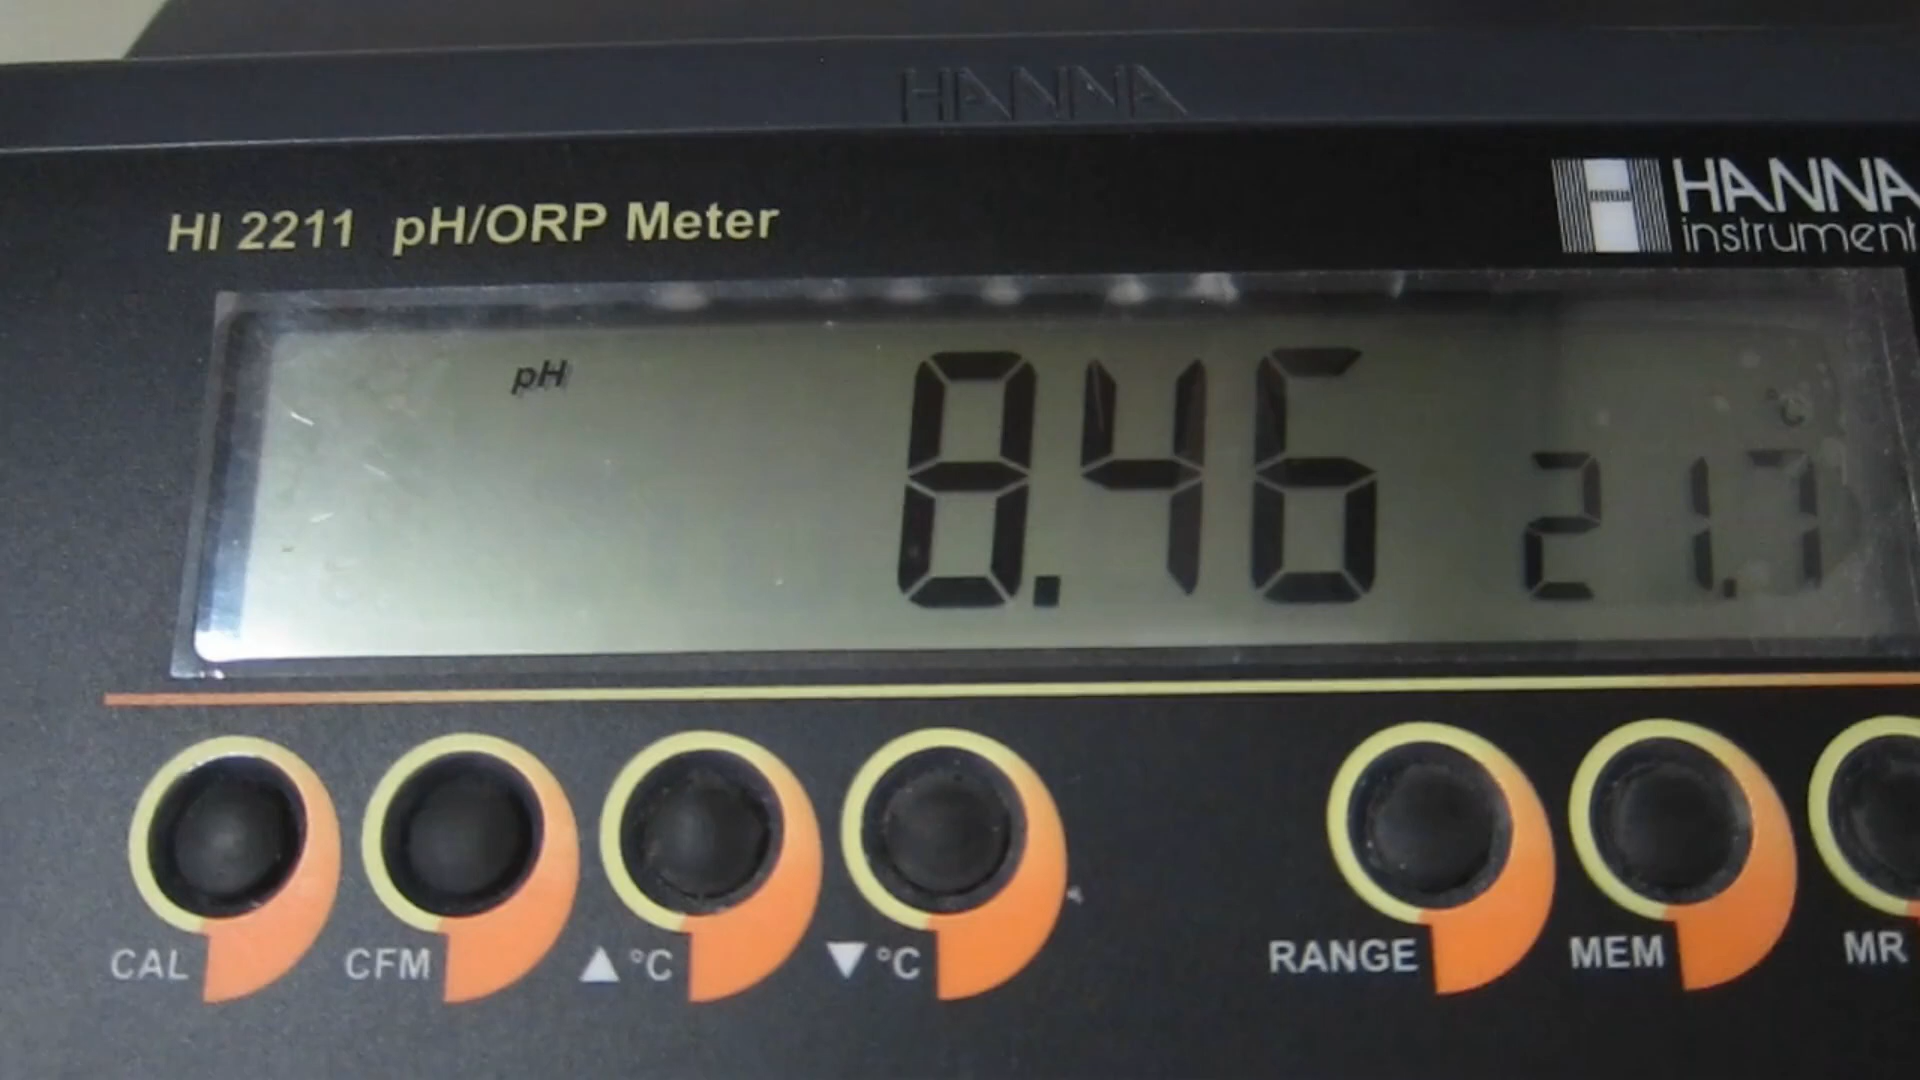 HANNA
HI 2211 pH/ORP Meter
HANNA
instrument
pH 8.46 21.7 °C
CAL CFM ▲ °C ▼ °C RANGE MEM MR